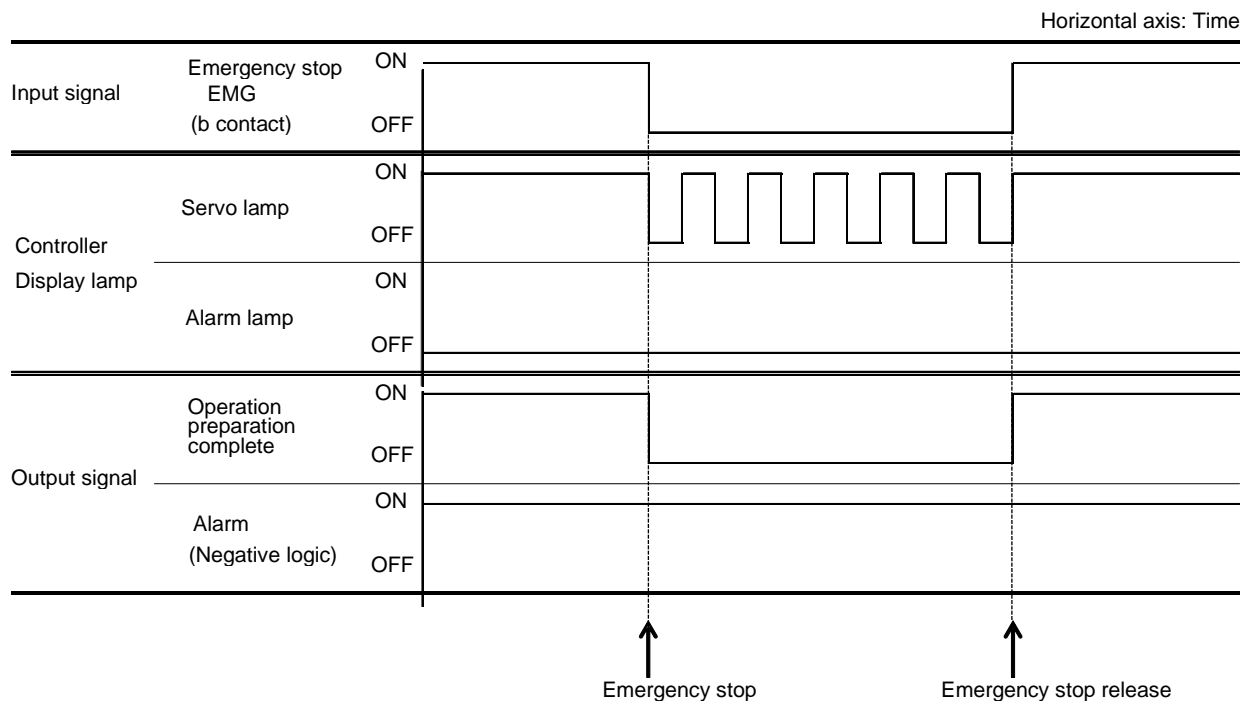 Horizontal axis: Time
Input signal
Emergency stop
EMG
(b contact)
ON
OFF
Controller
Display lamp
Servo lamp
ON
OFF
Alarm lamp
ON
OFF
Output signal
Operation
preparation
complete
ON
OFF
Alarm
(Negative logic)
ON
OFF
Emergency stop
Emergency stop release